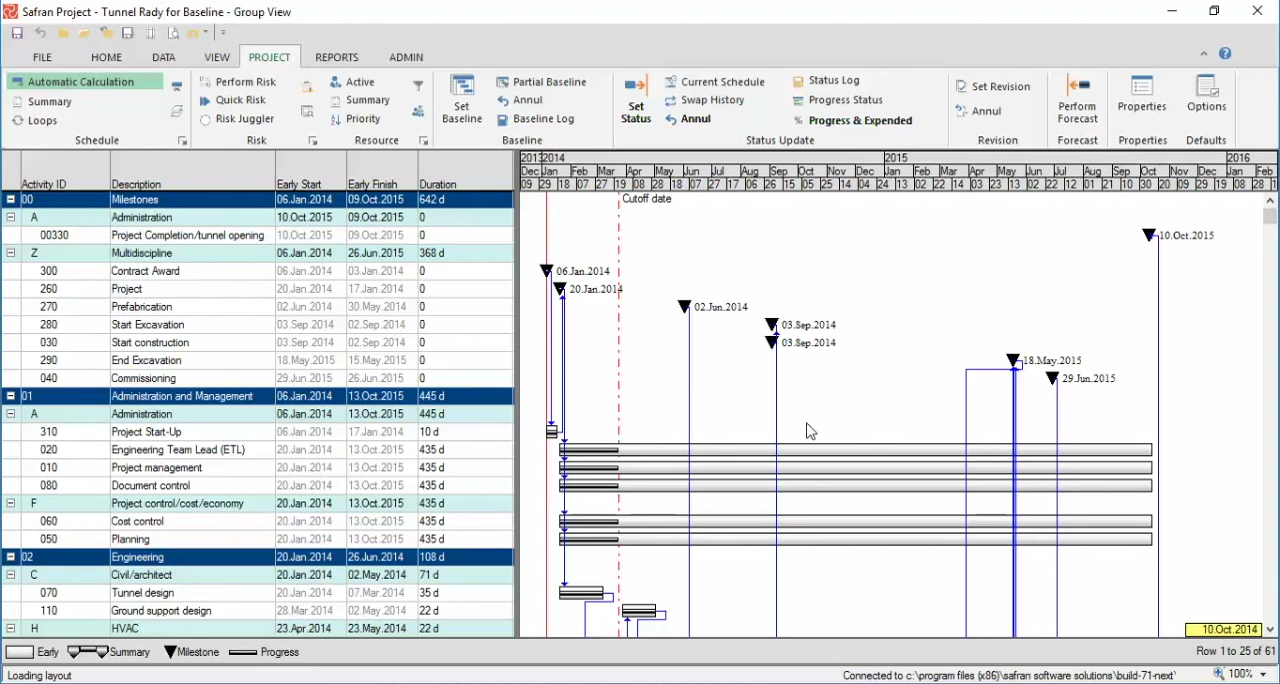 Safran Project - Tunnel Rady for Baseline - Group View
FILE HOME DATA VIEW PROJECT REPORTS ADMIN
Automatic Calculation
Summary
Loops
Schedule
Perform Risk
Quick Risk
Risk Juggler
Risk
Active
Summary
Priority
Resource
Set Baseline
Partial Baseline
Annul
Baseline Log
Baseline
Set Status
Current Schedule
Swap History
Annul
Status Log
Progress Status
Progress & Expended
Status Update
Set Revision
Annul
Revision
Perform Forecast
Forecast
Properties
Properties
Options
Defaults
2013 2014 2015 2016
Dec Jan Feb Mar Apr May Jun Jul Aug Sep Oct Nov Dec Jan Feb Mar Apr May Jun Jul Aug Sep Oct Nov Dec Jan Feb
Activity ID Description Early Start Early Finish Duration
09 29 18 07 27 19 08 28 18 07 27 17 06 26 15 05 25 14 04 24 13 02 22 14 03 23 13 02 22 12 01 21 10 30 20 09 29 19 08 28 1
00 Milestones 06.Jan.2014 09.Oct.2015 642 d
Cutoff date
A Administration 10.Oct.2015 09.Oct.2015 0
00330 Project Completion/tunnel opening 10.Oct.2015 09.Oct.2015 0
10.Oct.2015
Z Multidiscipline 06.Jan.2014 26.Jun.2015 368 d
300 Contract Award 06.Jan.2014 03.Jan.2014 0
06.Jan.2014
260 Project 20.Jan.2014 17.Jan.2014 0
20.Jan.2014
270 Prefabrication 02.Jun.2014 30.May.2014 0
02.Jun.2014
280 Start Excavation 03.Sep.2014 02.Sep.2014 0
03.Sep.2014
030 Start construction 03.Sep.2014 02.Sep.2014 0
03.Sep.2014
290 End Excavation 18.May.2015 15.May.2015 0
18.May.2015
040 Commissioning 29.Jun.2015 26.Jun.2015 0
29.Jun.2015
01 Administration and Management 06.Jan.2014 13.Oct.2015 445 d
A Administration 06.Jan.2014 13.Oct.2015 445 d
310 Project Start-Up 06.Jan.2014 17.Jan.2014 10 d
020 Engineering Team Lead (ETL) 20.Jan.2014 13.Oct.2015 435 d
010 Project management 20.Jan.2014 13.Oct.2015 435 d
080 Document control 20.Jan.2014 13.Oct.2015 435 d
F Project control/cost/economy 20.Jan.2014 13.Oct.2015 435 d
060 Cost control 20.Jan.2014 13.Oct.2015 435 d
050 Planning 20.Jan.2014 13.Oct.2015 435 d
02 Engineering 20.Jan.2014 26.Jun.2014 108 d
C Civil/architect 20.Jan.2014 02.May.2014 71 d
070 Tunnel design 20.Jan.2014 07.Mar.2014 35 d
110 Ground support design 28.Mar.2014 02.May.2014 22 d
H HVAC 23.Apr.2014 23.May.2014 22 d
10.Oct.2014
Early Summary Milestone Progress
Row 1 to 25 of 61
Loading layout
Connected to c:\program files (x86)\safran software solutions\build-71-next\'
100%